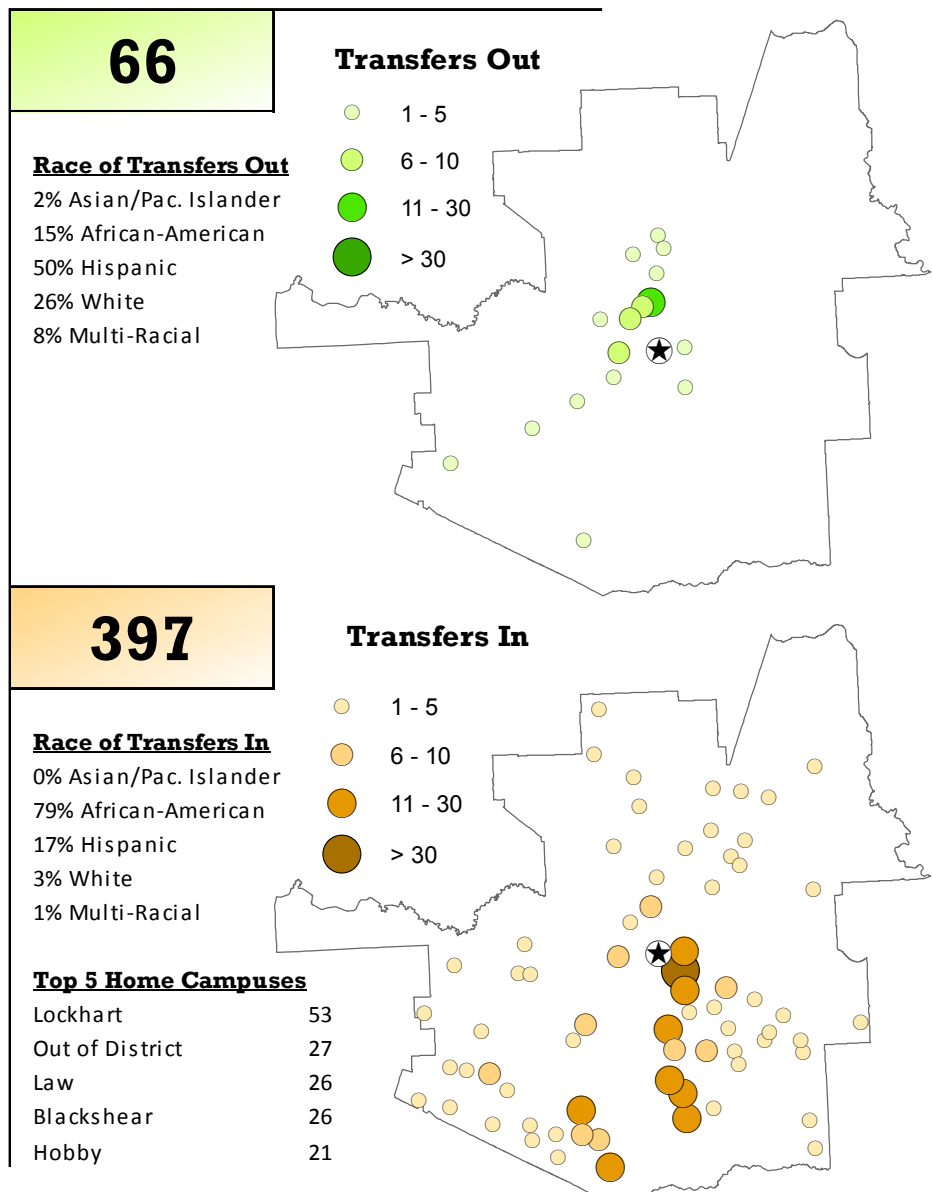 66
Transfers Out
1 - 5
6 - 10
11 - 30
> 30
Race of Transfers Out
2% Asian/Pac. Islander
15% African-American
50% Hispanic
26% White
8% Multi-Racial
397
Transfers In
1 - 5
6 - 10
11 - 30
> 30
Race of Transfers In
0% Asian/Pac. Islander
79% African-American
17% Hispanic
3% White
1% Multi-Racial
Top 5 Home Campuses
Lockhart 53
Out of District 27
Law 26
Blackshear 26
Hobby 21